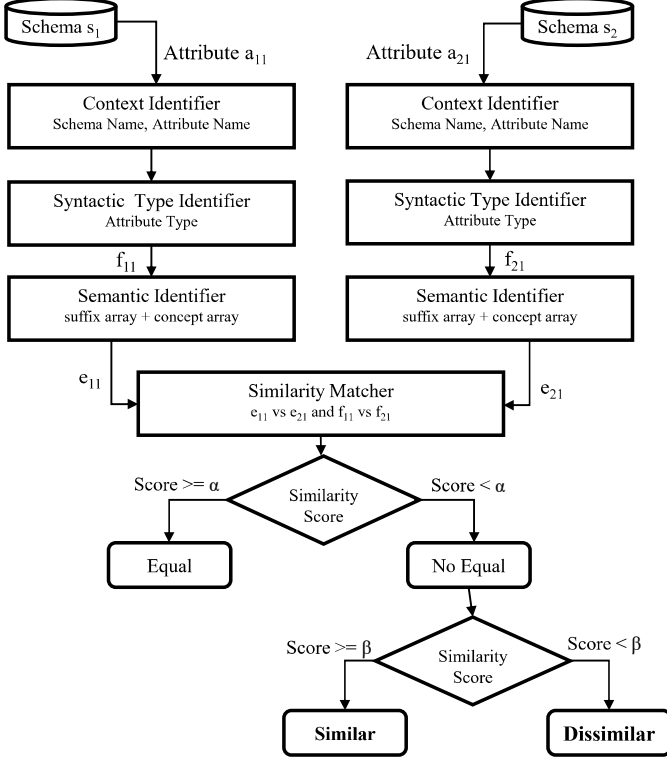 Schema s₁
Schema s₂
Attribute a₁₁
Attribute a₂₁
Context Identifier
Schema Name, Attribute Name
Context Identifier
Schema Name, Attribute Name
Syntactic Type Identifier
Attribute Type
Syntactic Type Identifier
Attribute Type
f₁₁
f₂₁
Semantic Identifier
suffix array + concept array
Semantic Identifier
suffix array + concept array
e₁₁
e₂₁
Similarity Matcher
e₁₁ vs e₂₁ and f₁₁ vs f₂₁
Score >= α
Score < α
Similarity
Score
Equal
No Equal
Score >= β
Score < β
Similarity
Score
Similar
Dissimilar